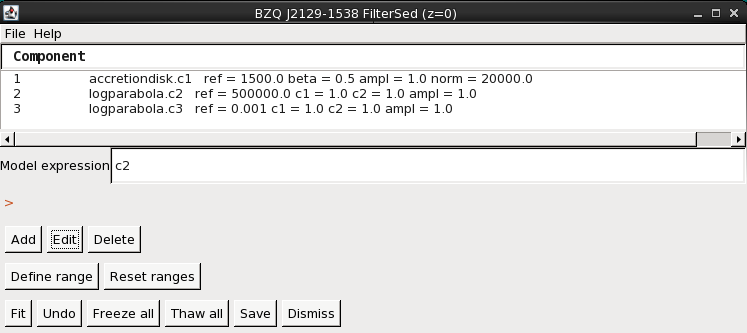 BZQ J2129-1538 FilterSed (z=0)
File Help
Component
1 accretiondisk.c1 ref = 1500.0 beta = 0.5 ampl = 1.0 norm = 20000.0
2 logparabola.c2 ref = 500000.0 c1 = 1.0 c2 = 1.0 ampl = 1.0
3 logparabola.c3 ref = 0.001 c1 = 1.0 c2 = 1.0 ampl = 1.0
Model expression c2
>
Add Edit Delete
Define range Reset ranges
Fit Undo Freeze all Thaw all Save Dismiss